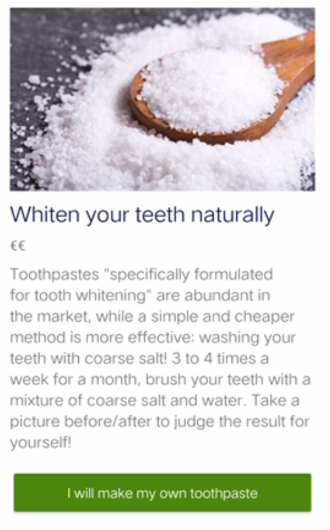 Whiten your teeth naturally
€€
Toothpastes "specifically formulated
for tooth whitening" are abundant in
the market, while a simple and cheaper
method is more effective: washing your
teeth with coarse salt! 3 to 4 times a
week for a month, brush your teeth with a
mixture of coarse salt and water. Take a
picture before/after to judge the result for
yourself!
I will make my own toothpaste